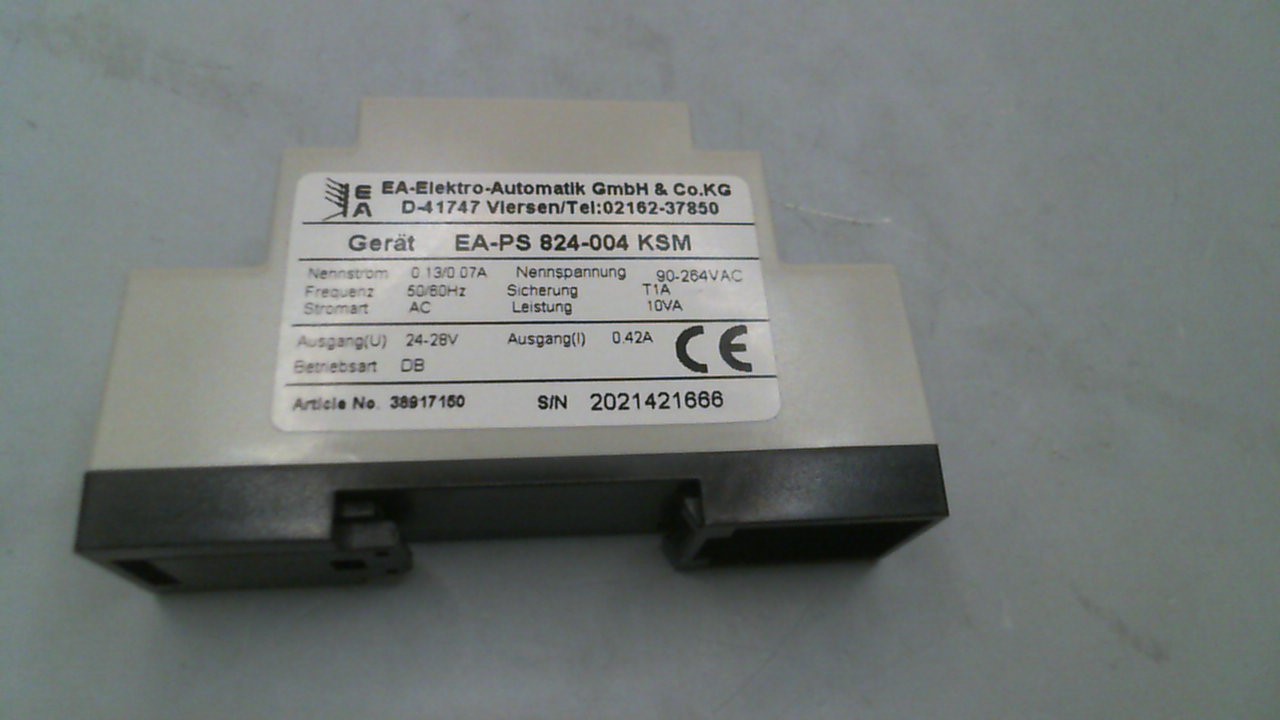 EA EA-Elektro-Automatik GmbH & Co.KG
D-41747 Viersen/Tel:02162-37850
Gerät EA-PS 824-004 KSM
Nennstrom 0.13/0.07A Nennspannung 90-264VAC
Frequenz 50/60Hz Sicherung T1A
Stromart AC Leistung 10VA
Ausgang(U) 24-28V Ausgang(I) 0.42A CE
Betriebsart DB
Article No. 38917150 S/N 2021421666